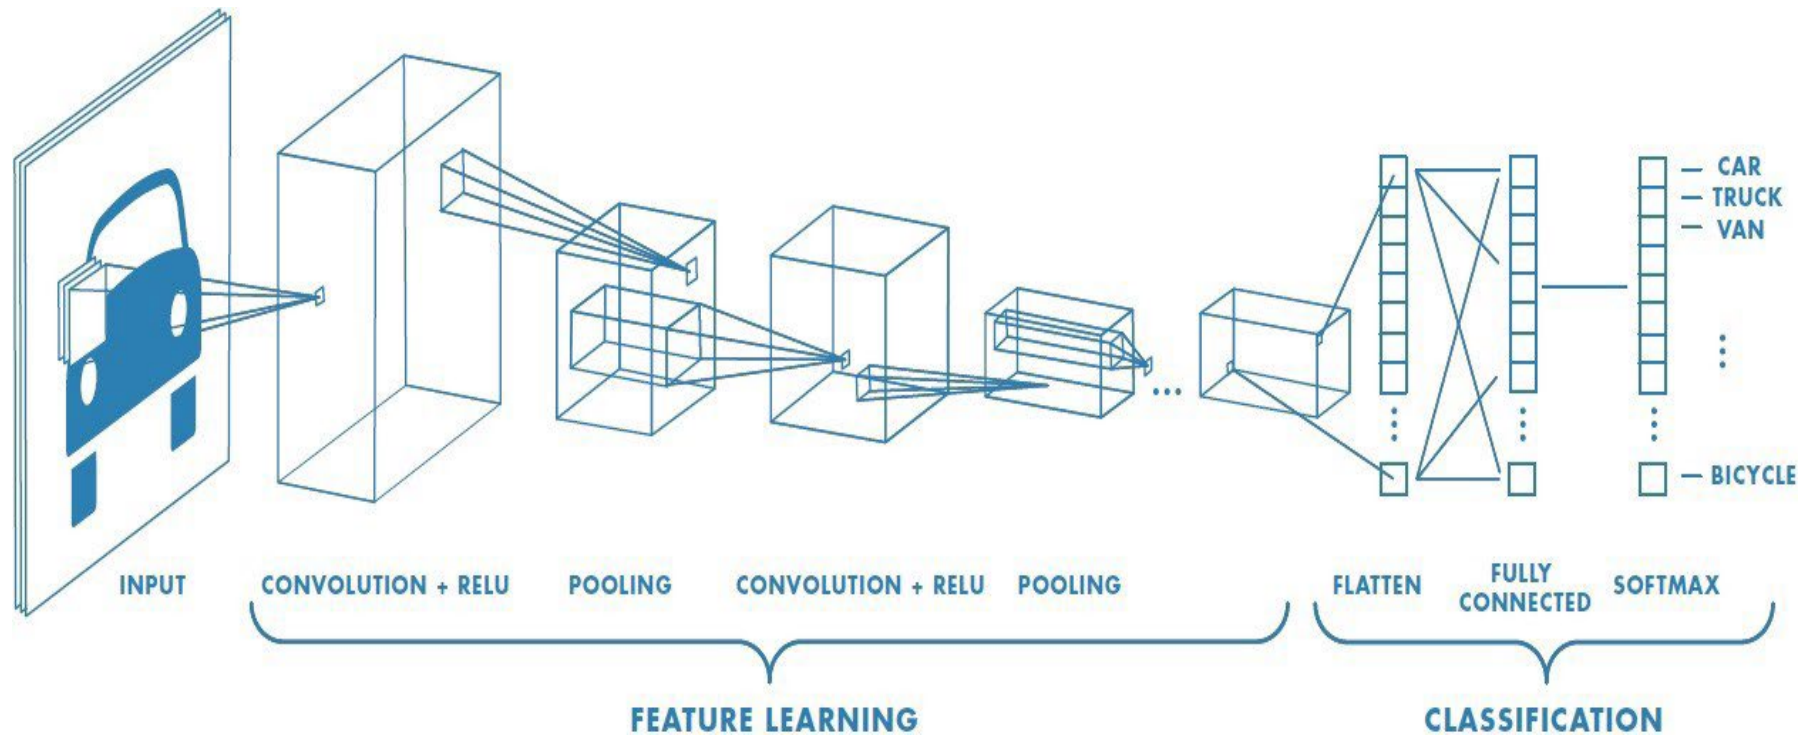 CAR
TRUCK
VAN
BICYCLE
INPUT
CONVOLUTION + RELU
POOLING
CONVOLUTION + RELU
POOLING
FLATTEN
FULLY
CONNECTED
SOFTMAX
FEATURE LEARNING
CLASSIFICATION